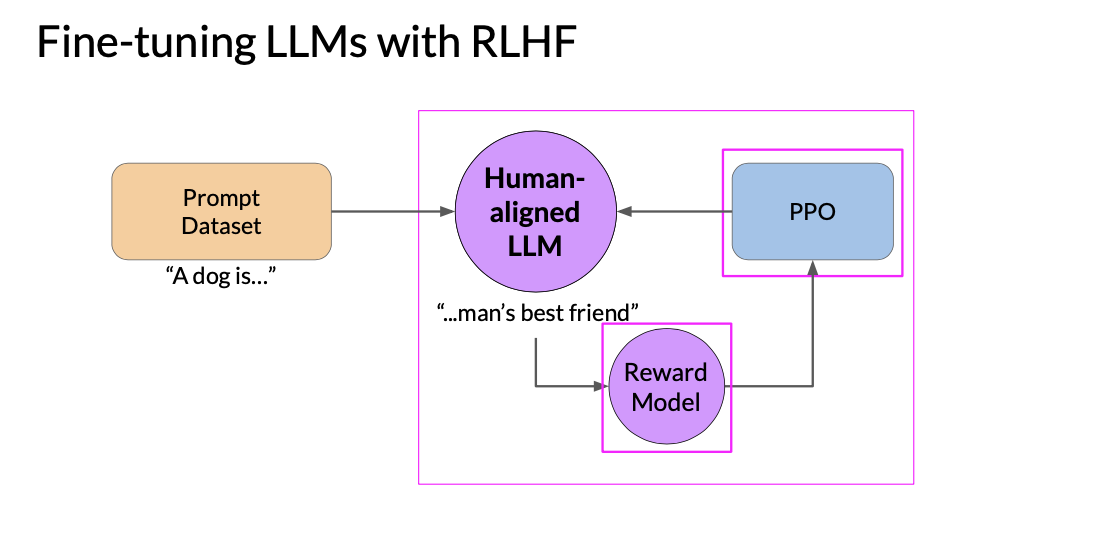 Fine-tuning LLMs with RLHF
Prompt
Dataset
“A dog is...”
Human-
aligned
LLM
“...man’s best friend”
PPO
Reward
Model